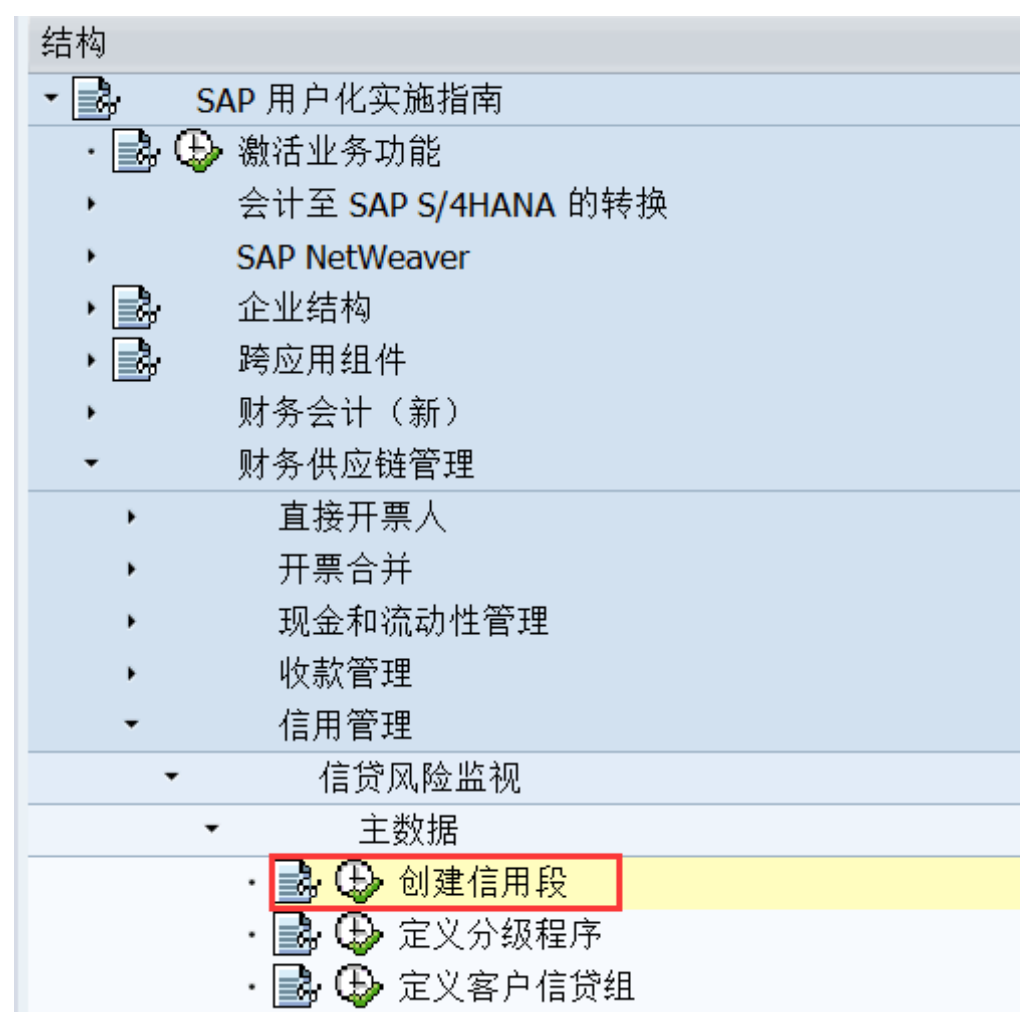 结构
SAP 用户化实施指南
激活业务功能
会计至 SAP S/4HANA 的转换
SAP NetWeaver
企业结构
跨应用组件
财务会计（新）
财务供应链管理
直接开票人
开票合并
现金和流动性管理
收款管理
信用管理
信贷风险监视
主数据
创建信用段
定义分级程序
定义客户信贷组